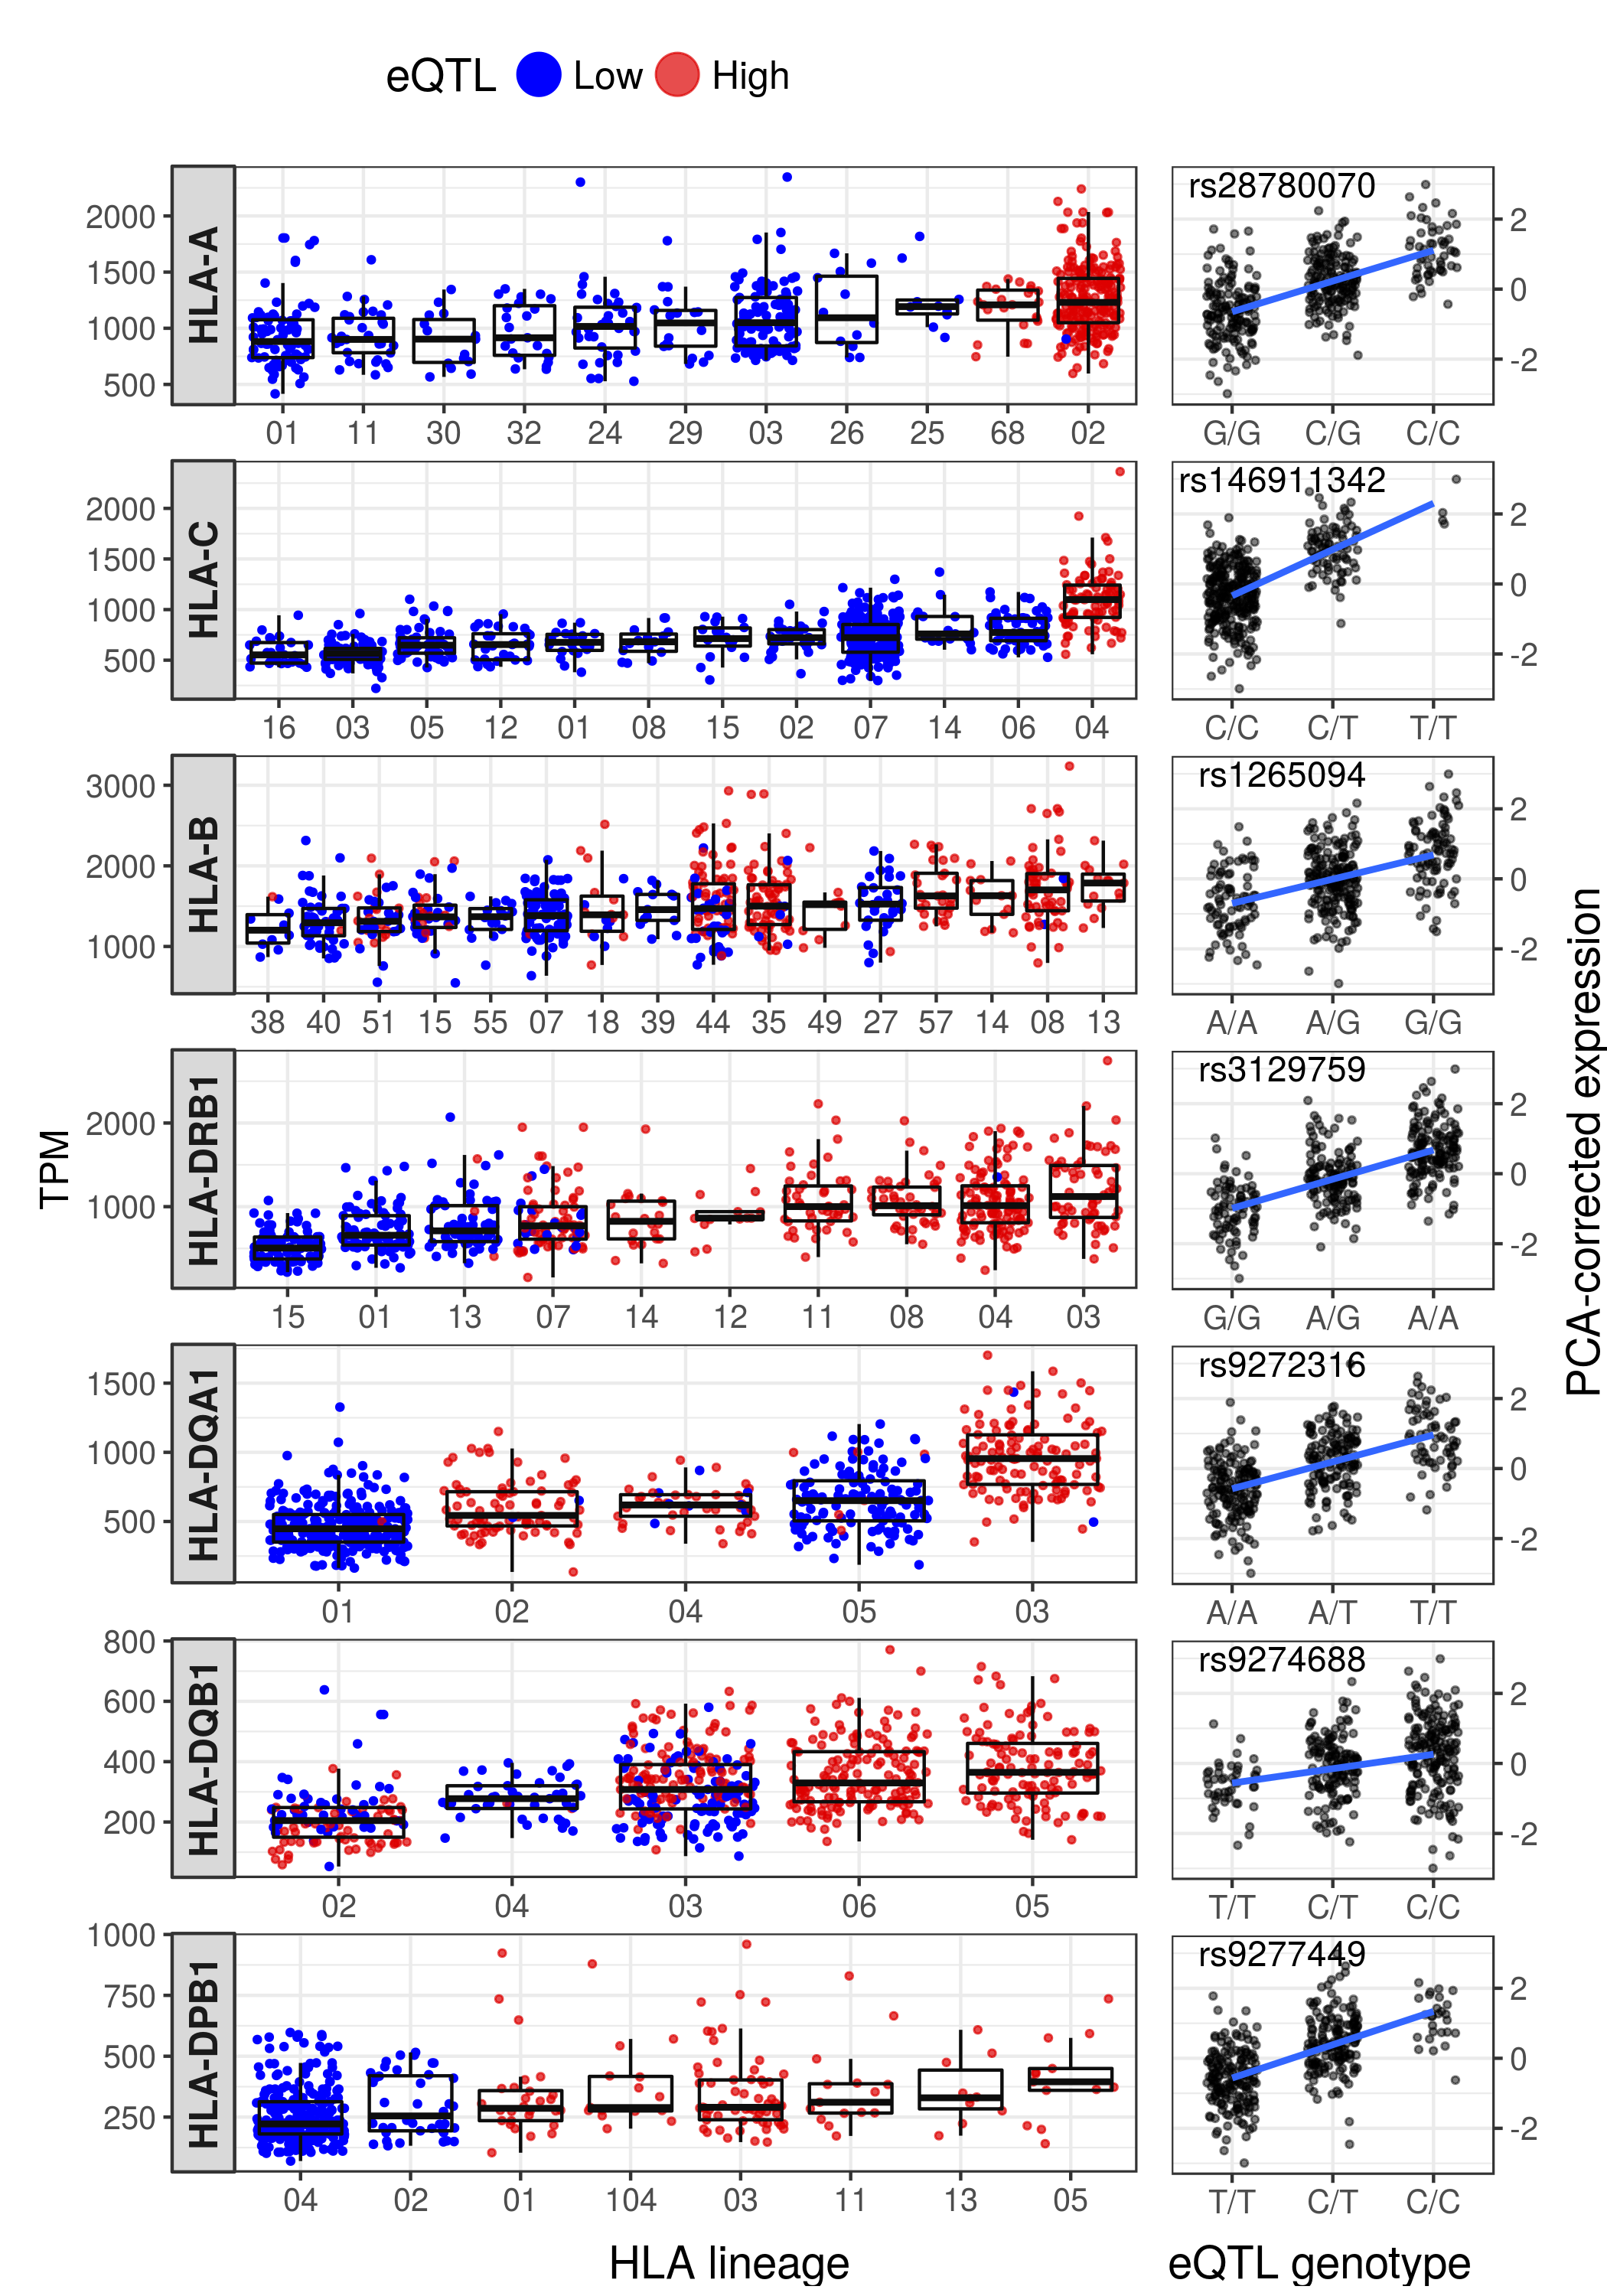 eQTL Low High
HLA-A
2000
1500
1000
500
01 11 30 32 24 29 03 26 25 68 02
rs28780070
2
0
-2
G/G C/G C/C
HLA-C
2000
1500
1000
500
16 03 05 12 01 08 15 02 07 14 06 04
rs146911342
2
0
-2
C/C C/T T/T
HLA-B
3000
2000
1000
38 40 51 15 55 07 18 39 44 35 49 27 57 14 08 13
rs1265094
2
0
-2
A/A A/G G/G
HLA-DRB1
2000
1000
15 01 13 07 14 12 11 08 04 03
rs3129759
2
0
-2
G/G A/G A/A
HLA-DQA1
1500
1000
500
01 02 04 05 03
rs9272316
2
0
-2
A/A A/T T/T
HLA-DQB1
800
600
400
200
02 04 03 06 05
rs9274688
2
0
-2
T/T C/T C/C
HLA-DPB1
1000
750
500
250
04 02 01 104 03 11 13 05
rs9277449
2
0
-2
T/T C/T C/C
TPM
PCA-corrected expression
HLA lineage
eQTL genotype